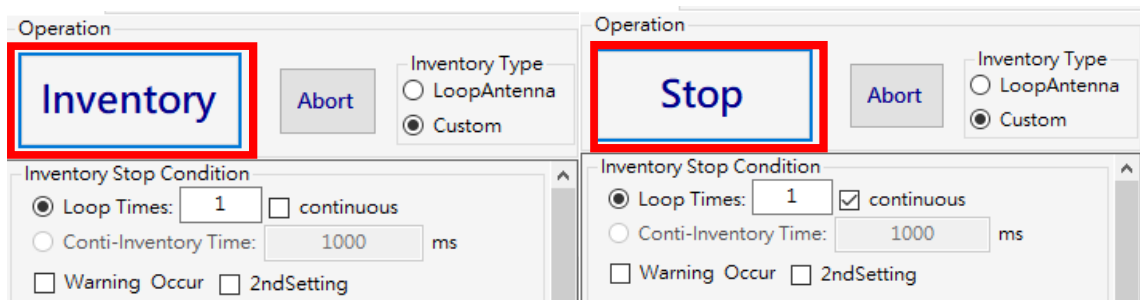 Operation
Inventory
Abort
Inventory Type
LoopAntenna
Custom
Inventory Stop Condition
Loop Times: 1 continuous
Conti-Inventory Time: 1000 ms
Warning Occur 2ndSetting
Operation
Stop
Abort
Inventory Type
LoopAntenna
Custom
Inventory Stop Condition
Loop Times: 1 continuous
Conti-Inventory Time: 1000 ms
Warning Occur 2ndSetting